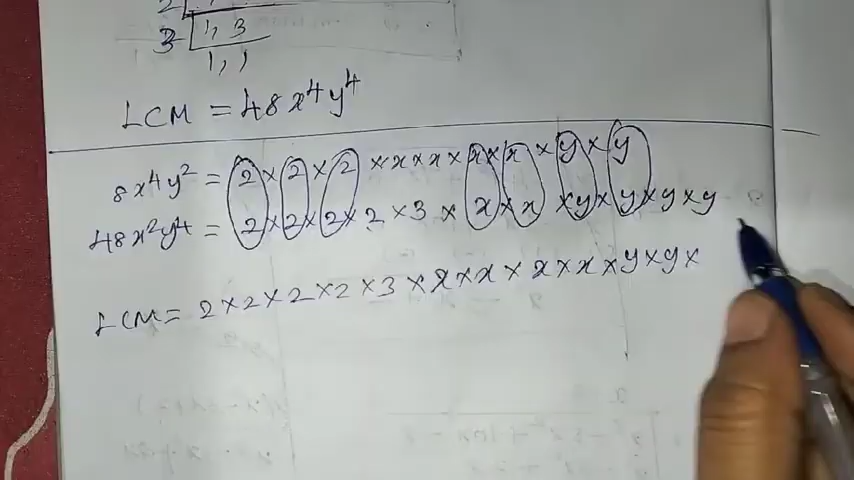 2
3 1, 3
1, 1
LCM = 48x⁴y⁴
8x⁴y² = 2 × 2 × 2 × x × x × x × x × y × y
48x²y⁴ = 2 × 2 × 2 × 2 × 3 × x × x × y × y × y × y
LCM = 2 × 2 × 2 × 2 × 3 × x × x × x × x × y × y ×